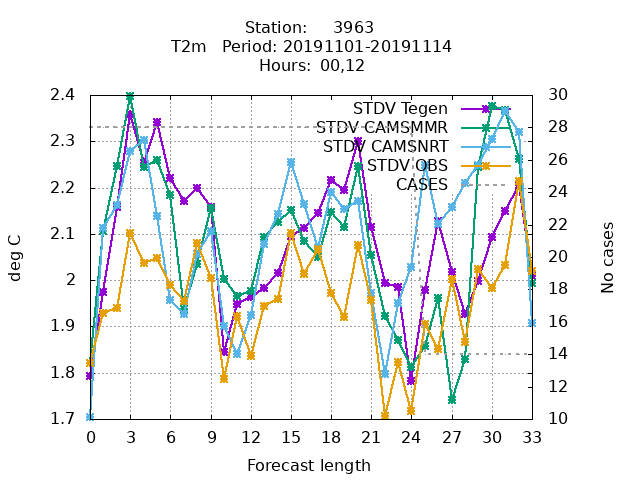 Station: 3963
T2m Period: 20191101-20191114
Hours: 00,12
2.4
2.3
2.2
2.1
2
1.9
1.8
1.7
30
28
26
24
22
20
18
16
14
12
10
STDV Tegen
STDV CAMSMMR
STDV CAMSNRT
STDV OBS
CASES
deg C
No cases
0 3 6 9 12 15 18 21 24 27 30 33
Forecast length